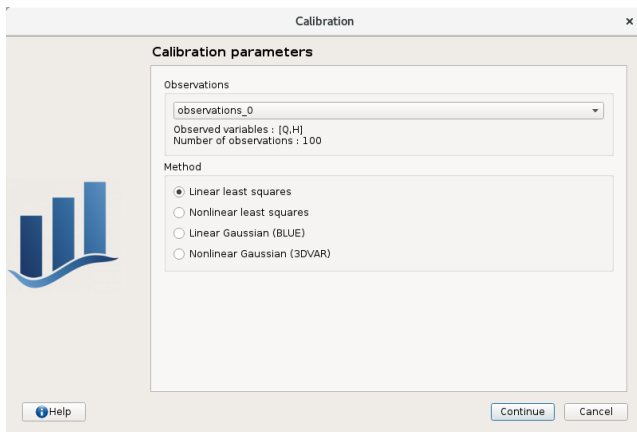 Calibration
×
Calibration parameters
Observations
observations_0
Observed variables : [Q,H]
Number of observations : 100
Method
Linear least squares
Nonlinear least squares
Linear Gaussian (BLUE)
Nonlinear Gaussian (3DVAR)
Help
Continue
Cancel